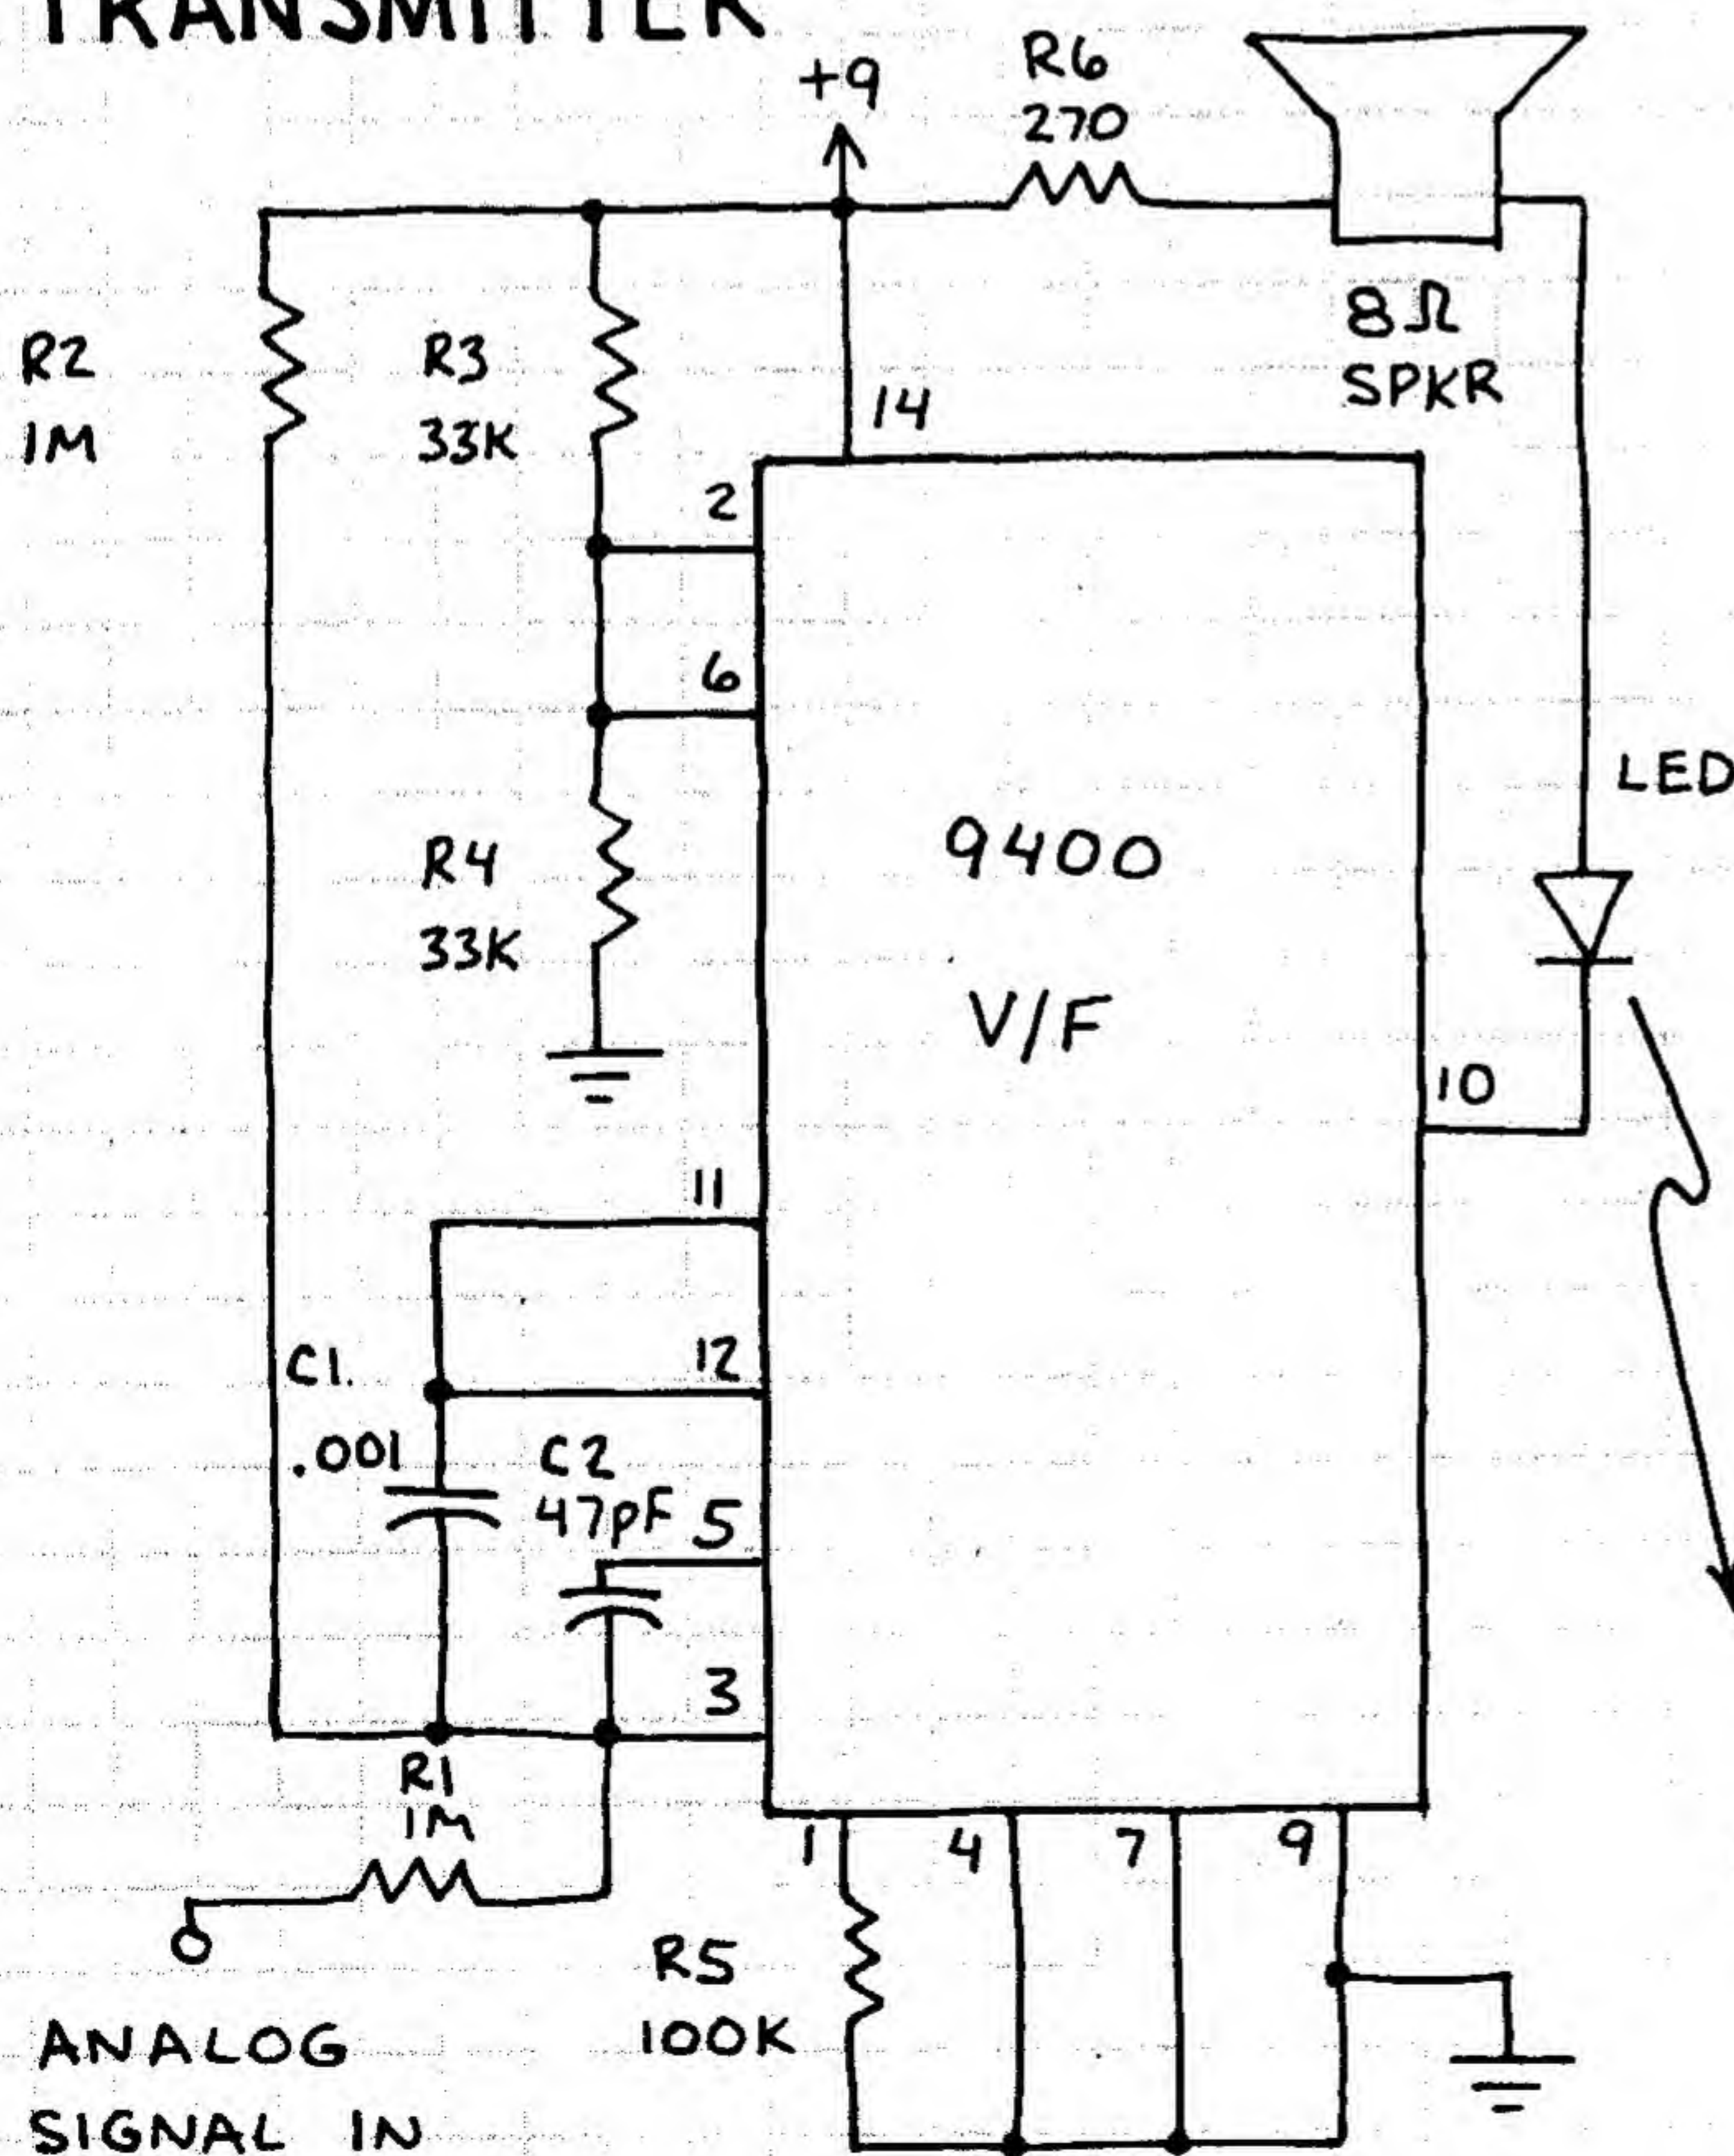 TRANSMITTER
+9
R6
270
8Ω
SPKR
R2
1M
R3
33K
14
2
6
LED
9400
V/F
R4
33K
10
11
12
C1.
.001
C2
47pF
5
3
R1
1M
1
4
7
9
R5
100K
ANALOG
SIGNAL IN